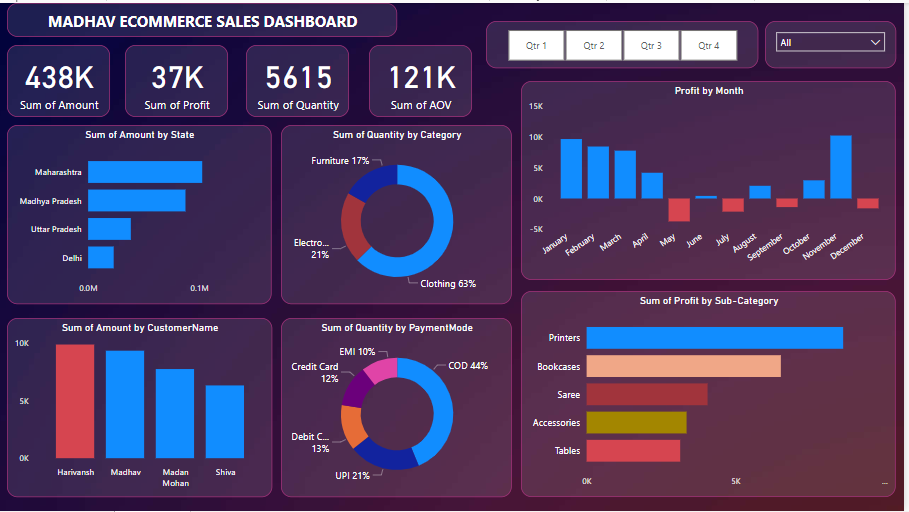 MADHAV ECOMMERCE SALES DASHBOARD
Qtr 1
Qtr 2
Qtr 3
Qtr 4
All
438K
Sum of Amount
37K
Sum of Profit
5615
Sum of Quantity
121K
Sum of AOV
Sum of Amount by State
Maharashtra
Madhya Pradesh
Uttar Pradesh
Delhi
0.0M
0.1M
Sum of Quantity by Category
Furniture 17%
Electro...
21%
Clothing 63%
Profit by Month
15K
10K
5K
0K
-5K
January
February
March
April
May
June
July
August
September
October
November
December
Sum of Amount by CustomerName
10K
5K
0K
Harivansh
Madhav
Madan
Mohan
Shiva
Sum of Quantity by PaymentMode
EMI 10%
Credit Card
12%
COD 44%
Debit C...
13%
UPI 21%
Sum of Profit by Sub-Category
Printers
Bookcases
Saree
Accessories
Tables
0K
5K
...